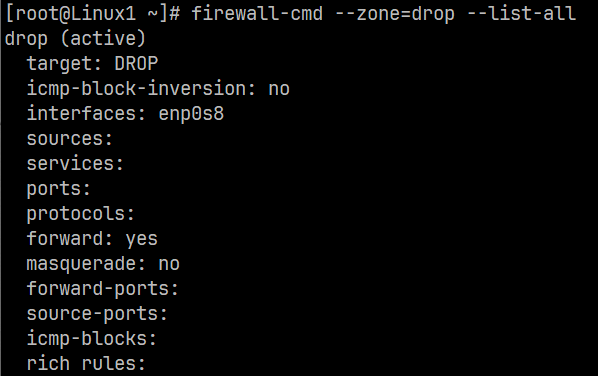 [root@Linux1 ~]# firewall-cmd --zone=drop --list-all
drop (active)
  target: DROP
  icmp-block-inversion: no
  interfaces: enp0s8
  sources:
  services:
  ports:
  protocols:
  forward: yes
  masquerade: no
  forward-ports:
  source-ports:
  icmp-blocks:
  rich rules: